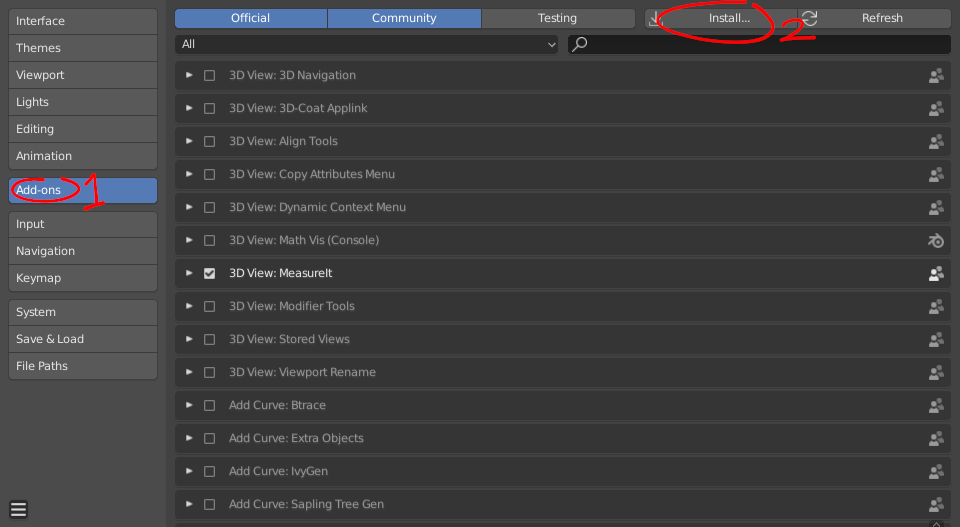 Interface
Themes
Viewport
Lights
Editing
Animation
Add-ons 1
Input
Navigation
Keymap
System
Save & Load
File Paths
Official Community Testing Install... 2 Refresh
All
3D View: 3D Navigation
3D View: 3D-Coat Applink
3D View: Align Tools
3D View: Copy Attributes Menu
3D View: Dynamic Context Menu
3D View: Math Vis (Console)
3D View: MeasureIt
3D View: Modifier Tools
3D View: Stored Views
3D View: Viewport Rename
Add Curve: Btrace
Add Curve: Extra Objects
Add Curve: IvyGen
Add Curve: Sapling Tree Gen